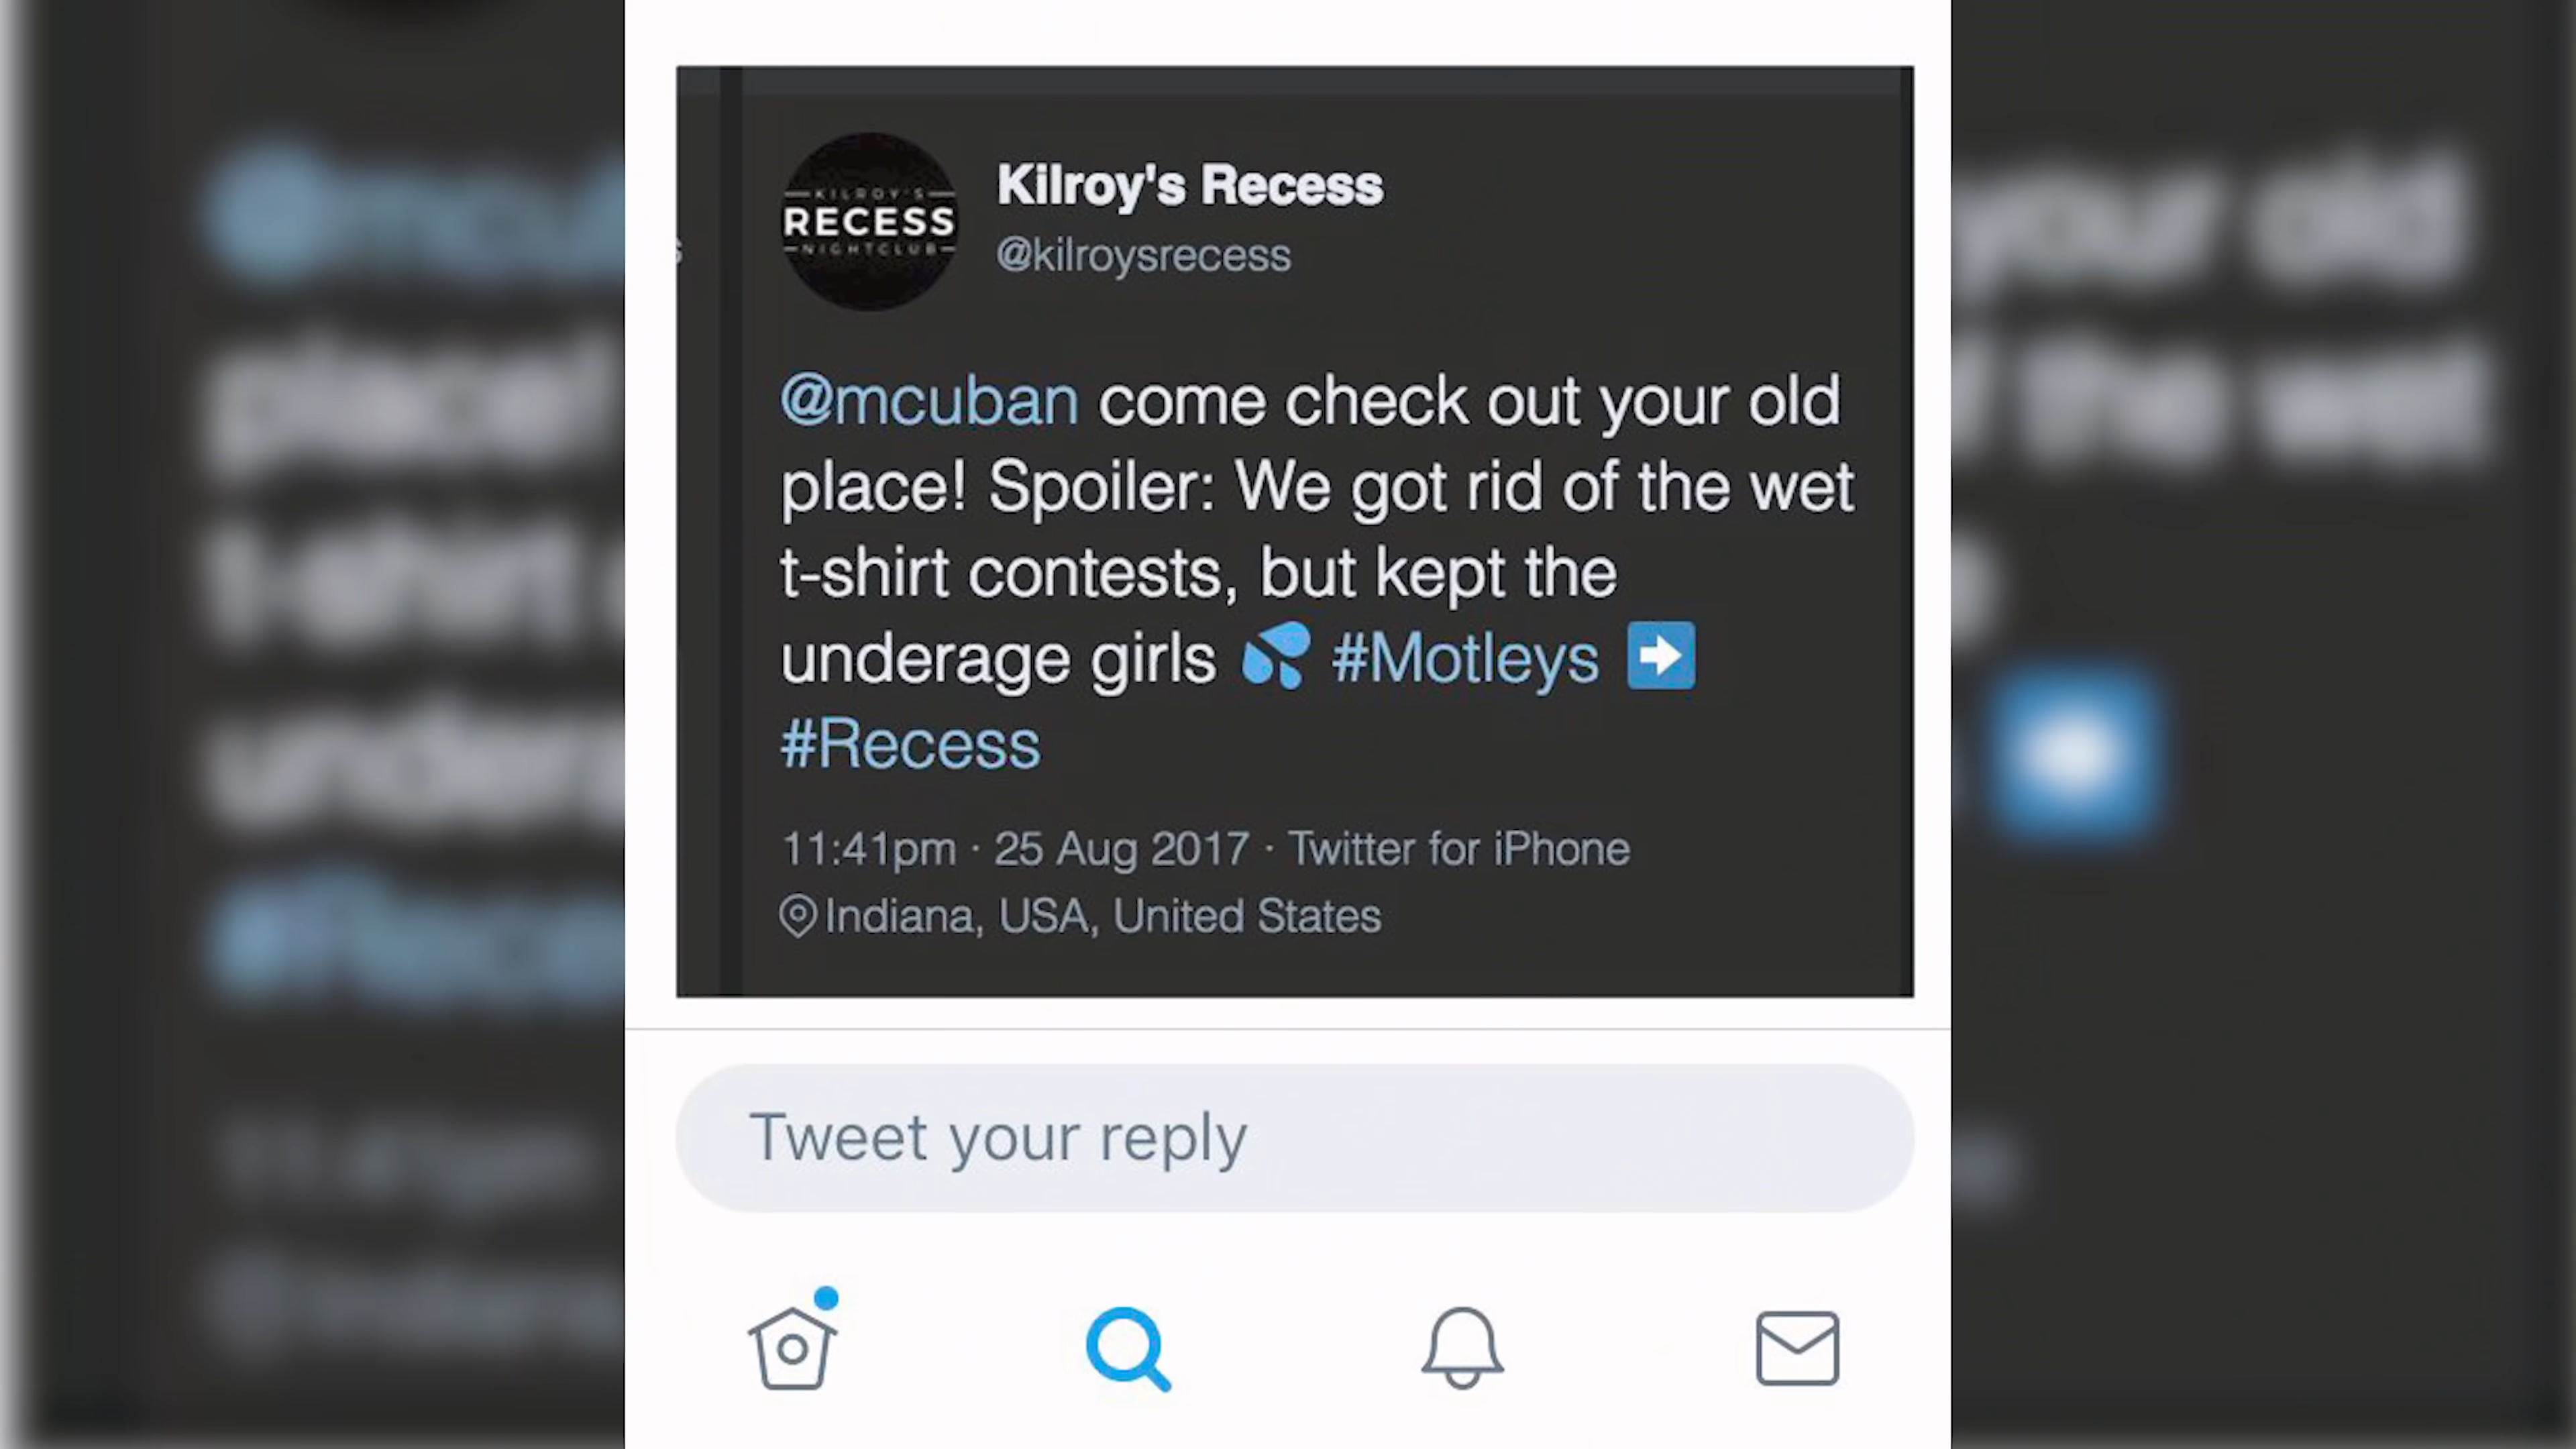 KILROY'S
RECESS
NIGHTCLUB
Kilroy's Recess
@kilroysrecess
@mcuban come check out your old
place! Spoiler: We got rid of the wet
t-shirt contests, but kept the
underage girls 💦 #Motleys ➡️
#Recess
11:41pm · 25 Aug 2017 · Twitter for iPhone
Indiana, USA, United States
Tweet your reply